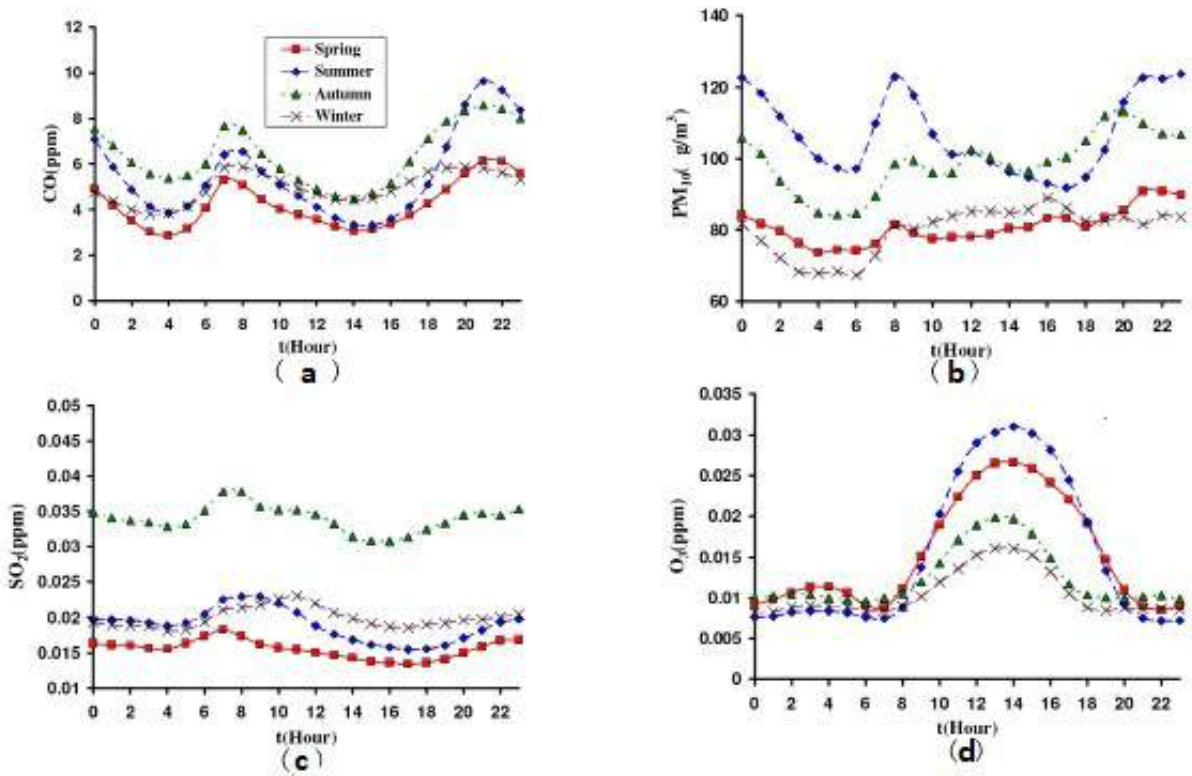 CO(ppm)
12
10
8
6
4
2
0
Spring
Summer
Autumn
Winter
0 2 4 6 8 10 12 14 16 18 20 22
t(Hour)
( a )
PM10( g/m3)
140
120
100
80
60
0 2 4 6 8 10 12 14 16 18 20 22
t(Hour)
( b )
SO2(ppm)
0.05
0.045
0.04
0.035
0.03
0.025
0.02
0.015
0.01
0 2 4 6 8 10 12 14 16 18 20 22
t(Hour)
( c )
O3(ppm)
0.035
0.03
0.025
0.02
0.015
0.01
0.005
0
0 2 4 6 8 10 12 14 16 18 20 22
t(Hour)
(d)